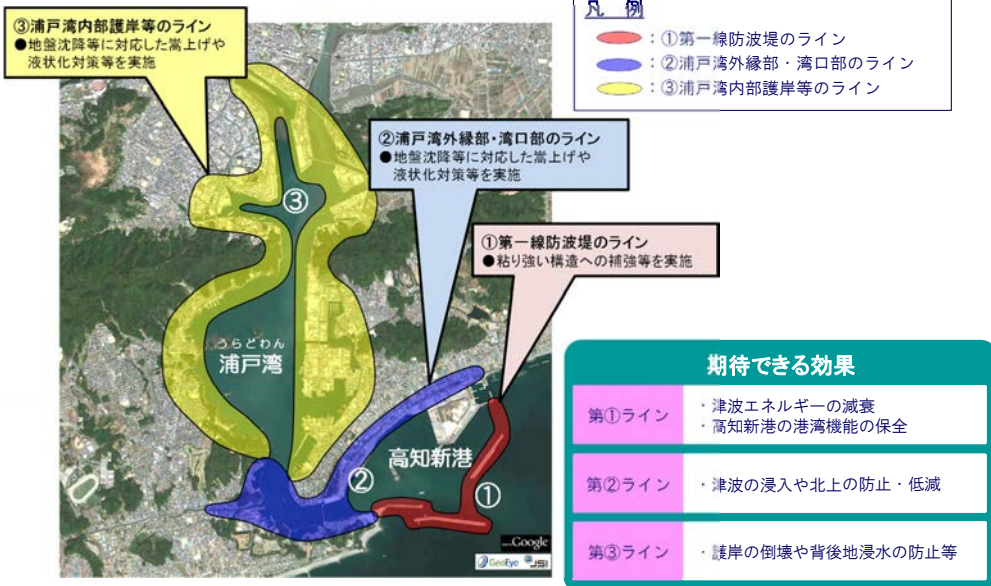 ③浦戸湾内部護岸等のライン
●地盤沈降等に対応した嵩上げや
液状化対策等を実施
凡 例
：①第一線防波堤のライン
：②浦戸湾外縁部・湾口部のライン
：③浦戸湾内部護岸等のライン
②浦戸湾外縁部・湾口部のライン
●地盤沈降等に対応した嵩上げや
液状化対策等を実施
①第一線防波堤のライン
●粘り強い構造への補強等を実施
③
うらどわん
浦戸湾
高知新港
②
①
Google
GeoEye
JSI
期待できる効果
第①ライン
・津波エネルギーの減衰
・高知新港の港湾機能の保全
第②ライン
・津波の浸入や北上の防止・低減
第③ライン
・護岸の倒壊や背後地浸水の防止等